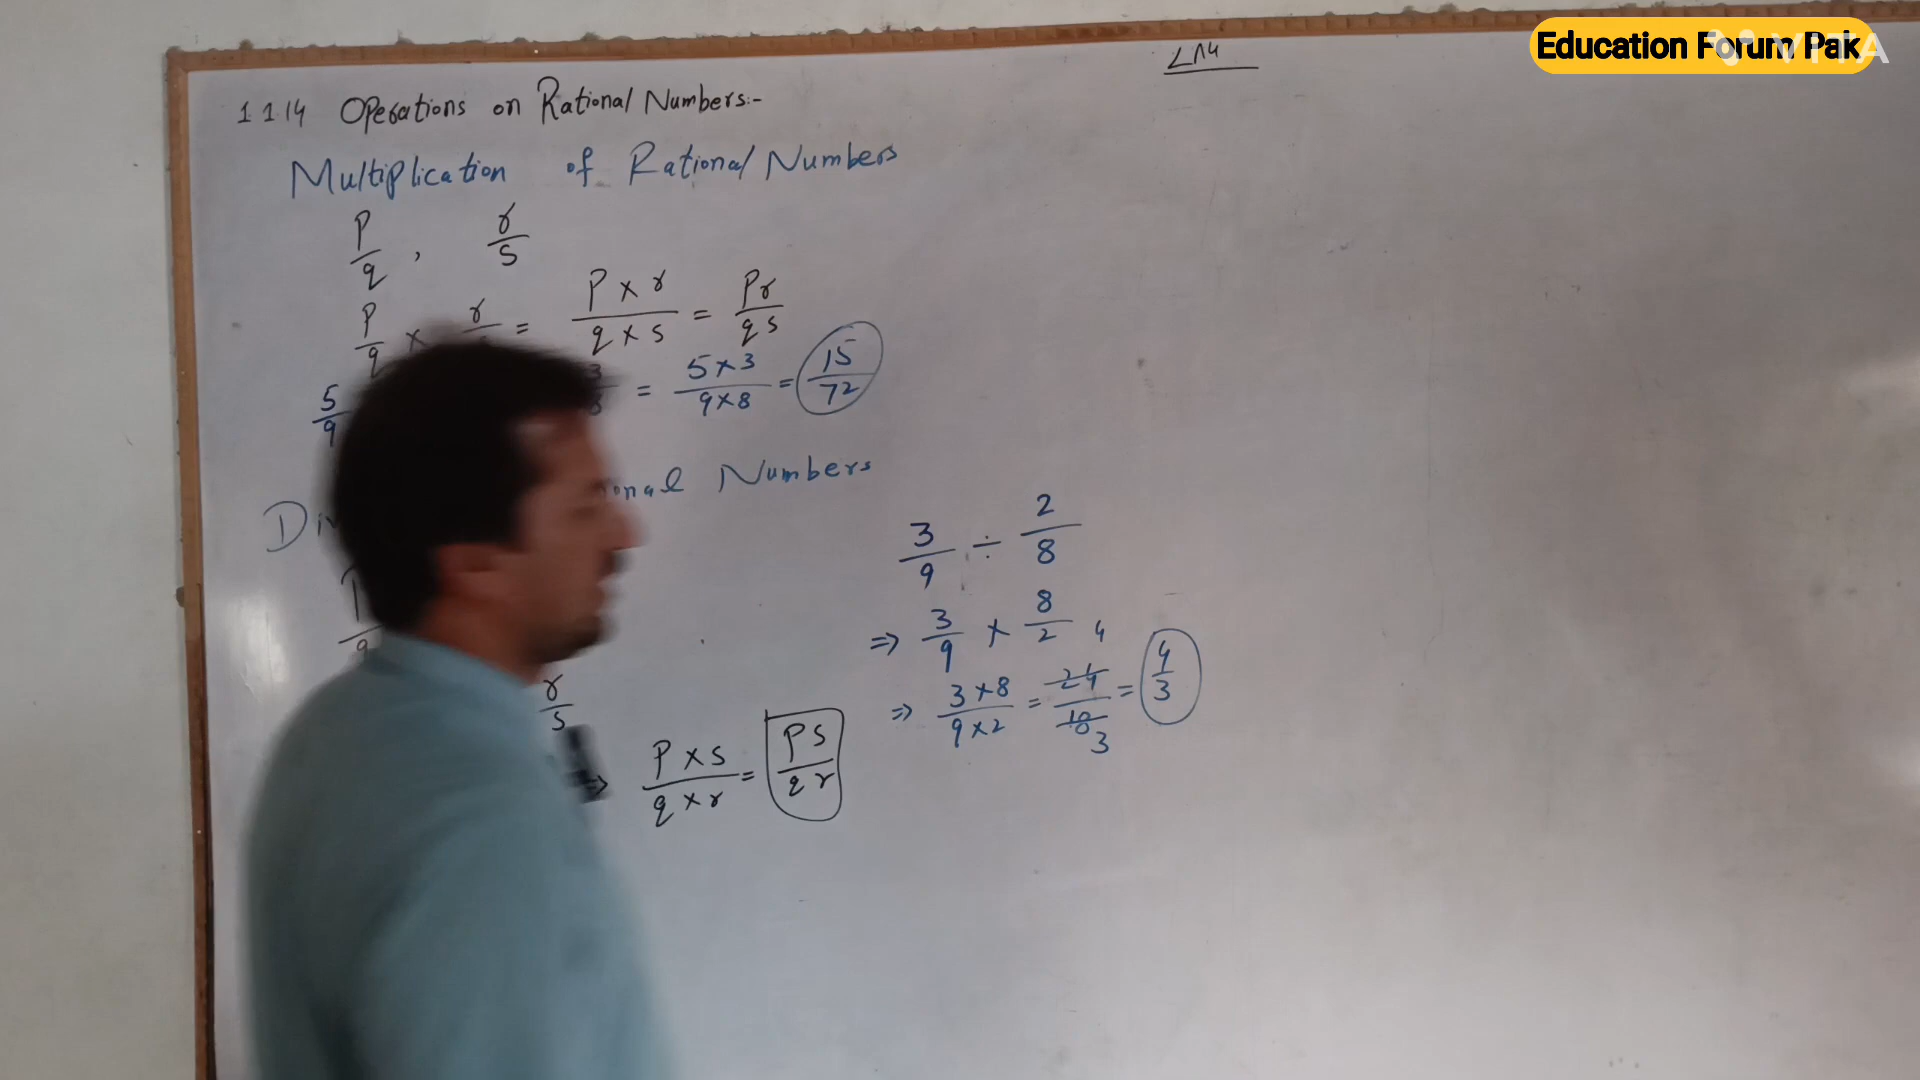 Education Forum Pak
VITA
1.1.14 Operations on Rational Numbers:-
Multiplication of Rational Numbers
P/q , r/s
P/q × r = P × r / q × s = Pr / qs
5/9 3 = 5×3 / 9×8 = 15/72
Numbers
3/9 ÷ 2/8
⇒ 3/9 × 8/2 4
⇒ 3×8 / 9×2 = 24/18 = 4/3
3
r/s
⇒ P×s / q×r = PS / qr